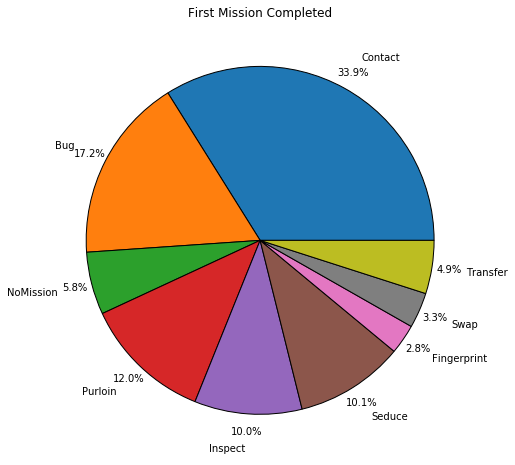 First Mission Completed
Contact
33.9%
Bug
17.2%
NoMission
5.8%
Purloin
12.0%
Inspect
10.0%
Seduce
10.1%
Fingerprint
2.8%
Swap
3.3%
Transfer
4.9%